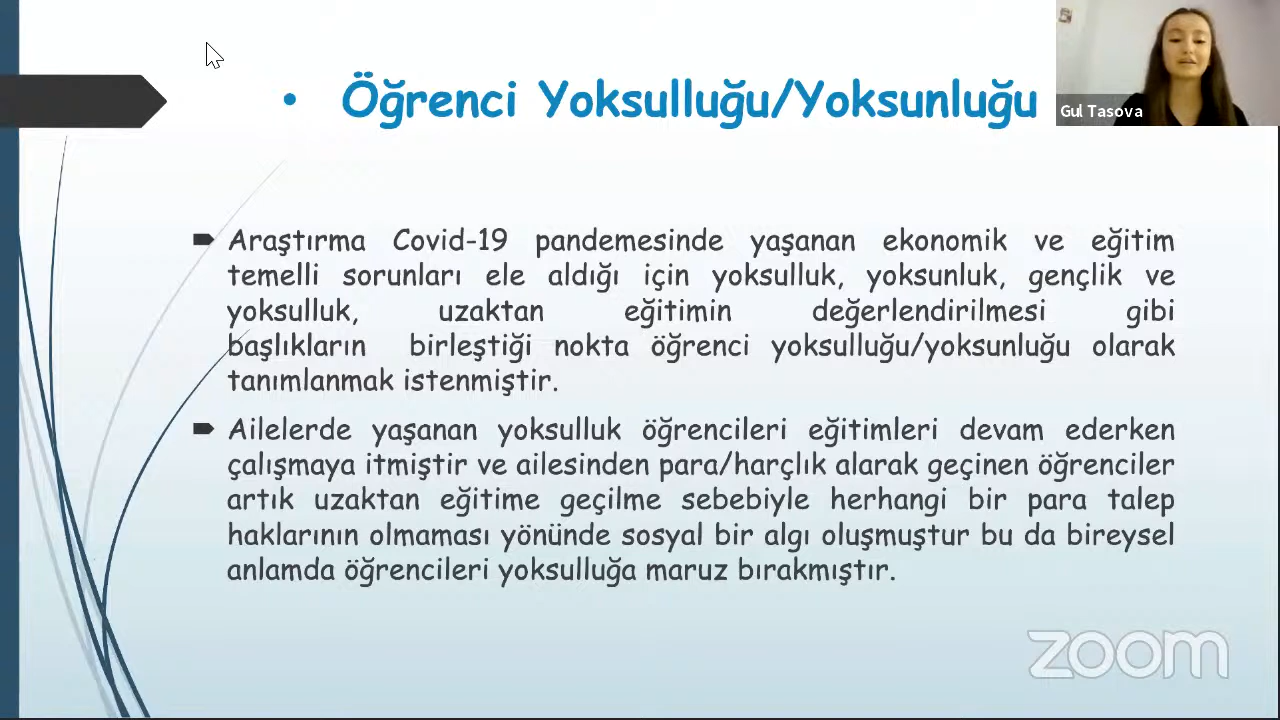 • Öğrenci Yoksulluğu/Yoksunluğu
Gul Tasova
Araştırma Covid-19 pandemesinde yaşanan ekonomik ve eğitim
temelli sorunları ele aldığı için yoksulluk, yoksunluk, gençlik ve
yoksulluk, uzaktan eğitimin değerlendirilmesi gibi
başlıkların birleştiği nokta öğrenci yoksulluğu/yoksunluğu olarak
tanımlanmak istenmiştir.
Ailelerde yaşanan yoksulluk öğrencileri eğitimleri devam ederken
çalışmaya itmiştir ve ailesinden para/harçlık alarak geçinen öğrenciler
artık uzaktan eğitime geçilme sebebiyle herhangi bir para talep
haklarının olmaması yönünde sosyal bir algı oluşmuştur bu da bireysel
anlamda öğrencileri yoksulluğa maruz bırakmıştır.
zoom